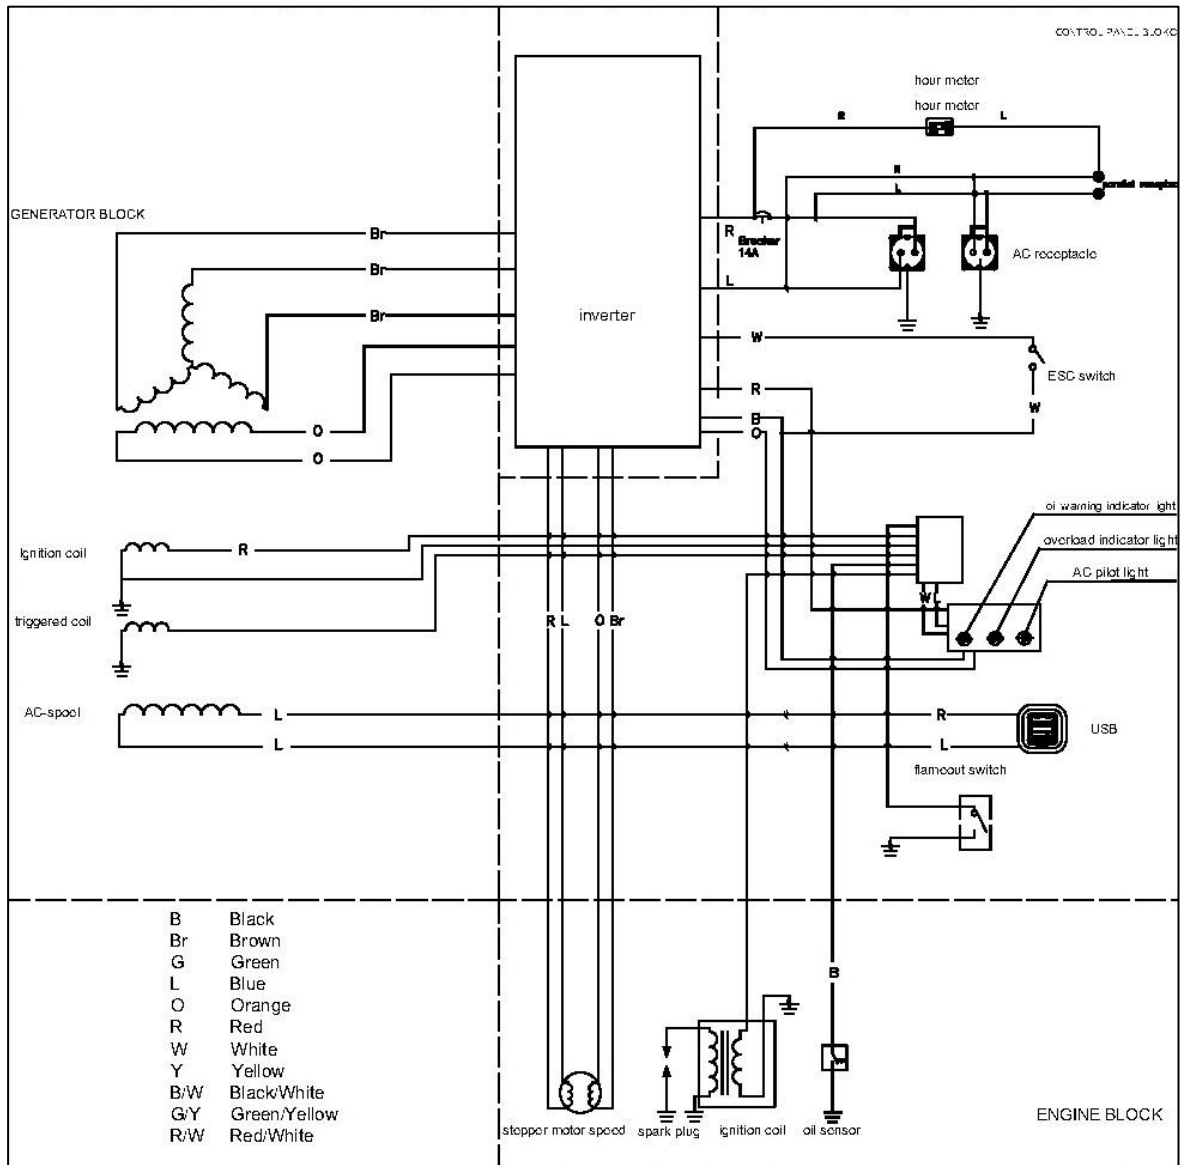 CONTROL PANEL BLOKC
hour meter
hour meter
R
L
R
L
GENERATOR BLOCK
Br
R
Breaker
14A
AC receptacle
Br
L
Br
inverter
W
ESC switch
R
W
B
O
O
O
oil warning indicator light
overload indicator light
AC pilot light
Ignition coil
R
W L
triggered coil
R L O Br
AC-spool
L
R
USB
L
L
flameout switch
B Black
Br Brown
G Green
L Blue
O Orange
R Red
W White
Y Yellow
B/W Black/White
G/Y Green/Yellow
R/W Red/White
B
stepper motor speed
spark plug
ignition coil
oil sensor
ENGINE BLOCK